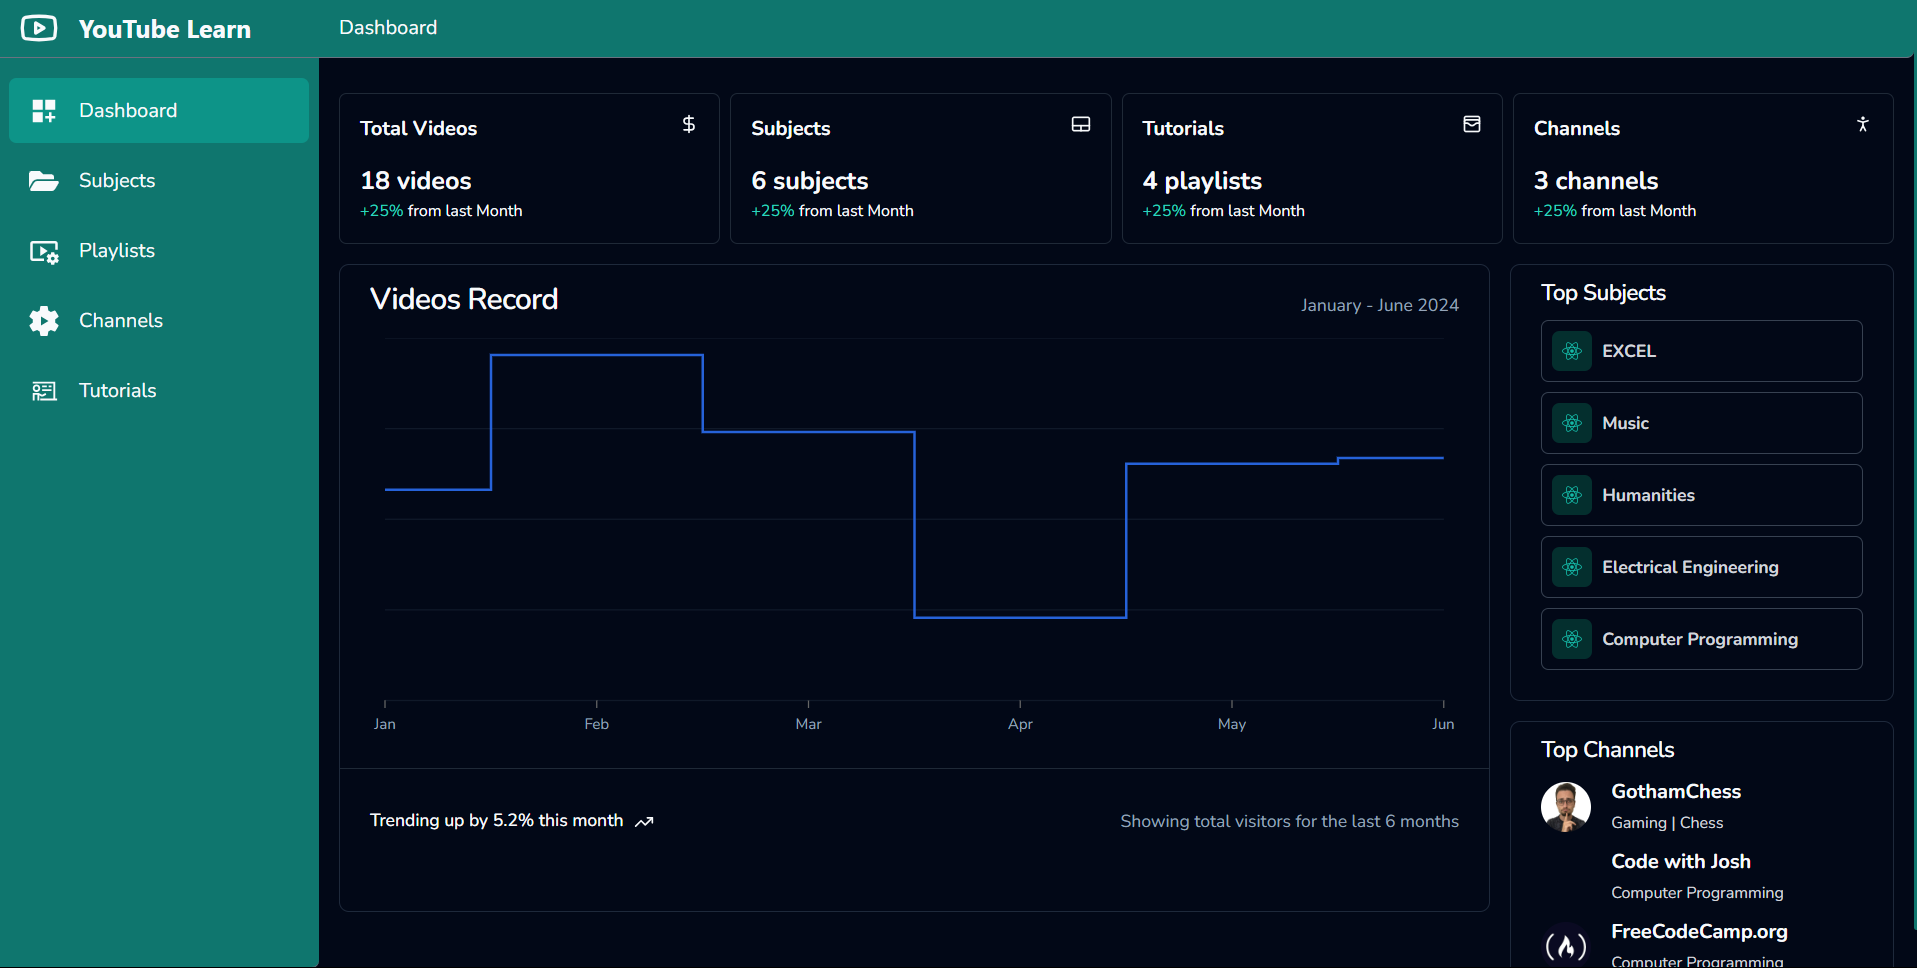 YouTube Learn
Dashboard
Dashboard
Subjects
Playlists
Channels
Tutorials
Total Videos
18 videos
+25% from last Month
Subjects
6 subjects
+25% from last Month
Tutorials
4 playlists
+25% from last Month
Channels
3 channels
+25% from last Month
Videos Record
January - June 2024
Jan Feb Mar Apr May Jun
Trending up by 5.2% this month
Showing total visitors for the last 6 months
Top Subjects
EXCEL
Music
Humanities
Electrical Engineering
Computer Programming
Top Channels
GothamChess
Gaming | Chess
Code with Josh
Computer Programming
FreeCodeCamp.org
Computer Programming